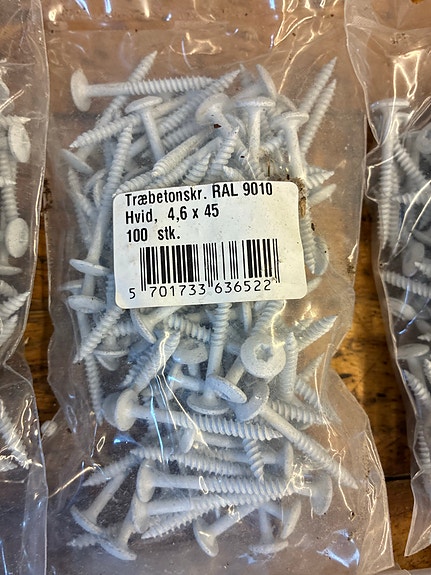 Træbetonskr. RAL 9010
Hvid, 4,6 x 45
100 stk.
5 701733 636522